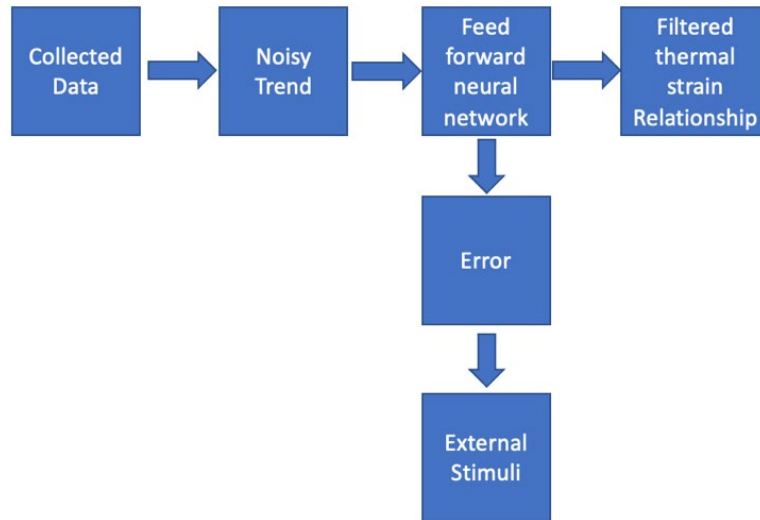 Collected
Data
Noisy
Trend
Feed
forward
neural
network
Filtered
thermal
strain
Relationship
Error
External
Stimuli